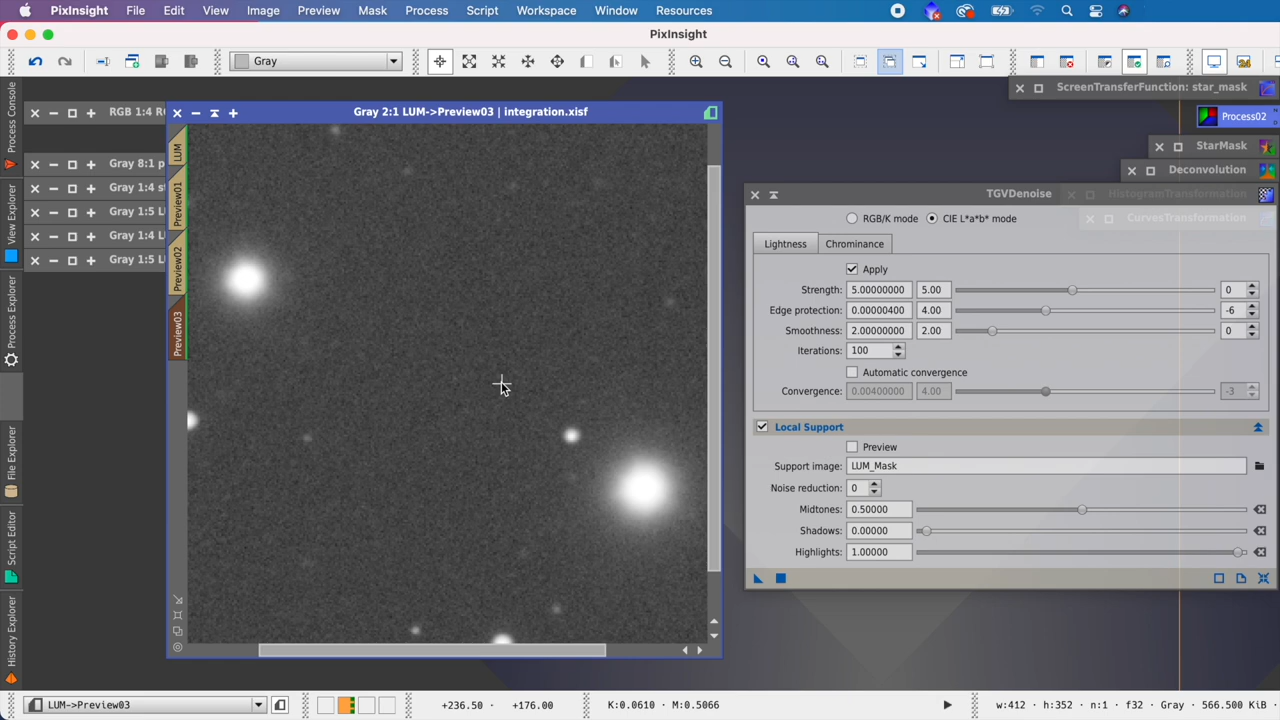 PixInsight File Edit View Image Preview Mask Process Script Workspace Window Resources
PixInsight
Gray
ScreenTransferFunction: star_mask
Process Console
View Explorer
Process Explorer
File Explorer
Script Editor
History Explorer
RGB 1:4 R
Gray 8:1 p
Gray 1:4 st
Gray 1:5 L
Gray 1:4 LU
Gray 1:5 LU
Gray 2:1 LUM->Preview03 | integration.xisf
LUM
Preview01
Preview02
Preview03
Process02
StarMask
Deconvolution
HistogramTransformation
CurvesTransformation
TGVDenoise
RGB/K mode CIE L*a*b* mode
Lightness Chrominance
Apply
Strength: 5.00000000 5.00 0
Edge protection: 0.00000400 4.00 -6
Smoothness: 2.00000000 2.00 0
Iterations: 100
Automatic convergence
Convergence: 0.00400000 4.00 -3
Local Support
Preview
Support image: LUM_Mask
Noise reduction: 0
Midtones: 0.50000
Shadows: 0.00000
Highlights: 1.00000
LUM->Preview03
+236.50 · +176.00 K:0.0610 · M:0.5066 w:412 · h:352 · n:1 · f32 · Gray · 566.500 KiB